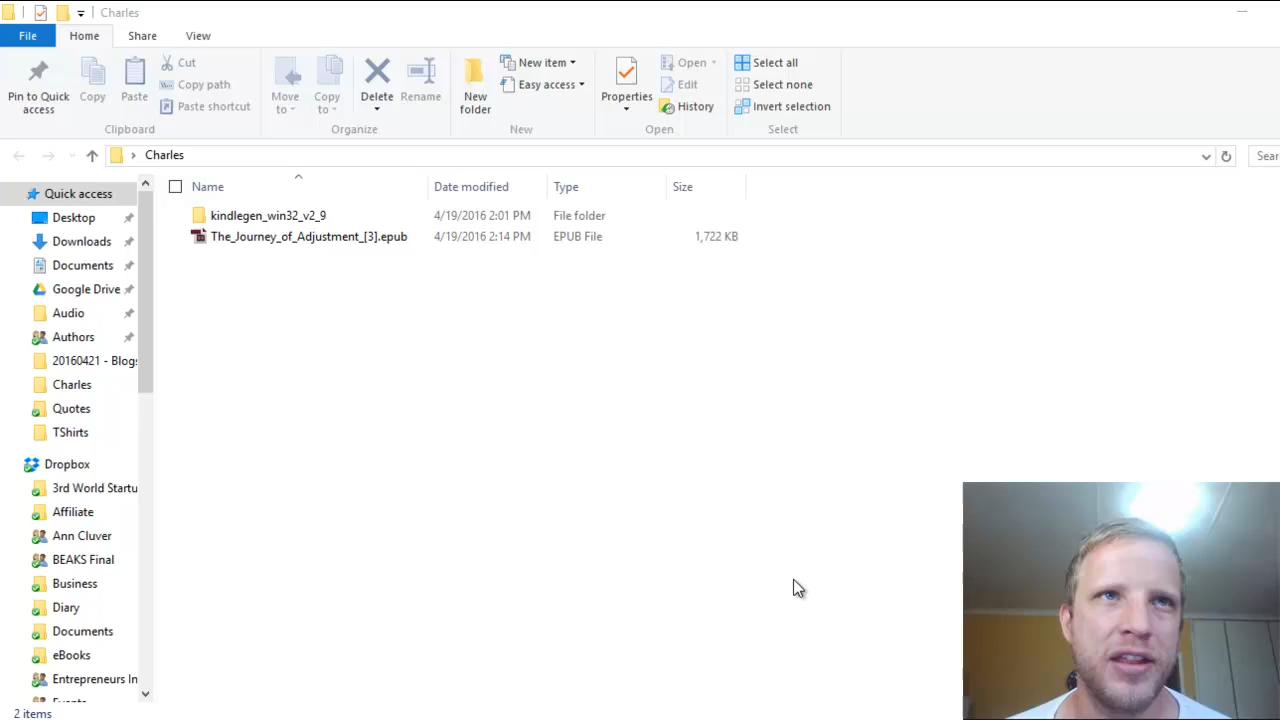 Charles
File Home Share View
Pin to Quick access
Copy
Paste
Cut
Copy path
Paste shortcut
Clipboard
Move to
Copy to
Delete
Rename
Organize
New folder
New item
Easy access
New
Properties
Open
Edit
History
Open
Select all
Select none
Invert selection
Select
Charles
Sear
Name Date modified Type Size
kindlegen_win32_v2_9 4/19/2016 2:01 PM File folder
The_Journey_of_Adjustment_[3].epub 4/19/2016 2:14 PM EPUB File 1,722 KB
Quick access
Desktop
Downloads
Documents
Google Drive
Audio
Authors
20160421 - Blogs
Charles
Quotes
TShirts
Dropbox
3rd World Startu
Affiliate
Ann Cluver
BEAKS Final
Business
Diary
Documents
eBooks
Entrepreneurs In
2 items